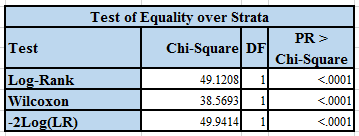 Test of Equality over Strata
Test Chi-Square DF PR > Chi-Square
Log-Rank 49.1208 1 <.0001
Wilcoxon 38.5693 1 <.0001
-2Log(LR) 49.9414 1 <.0001